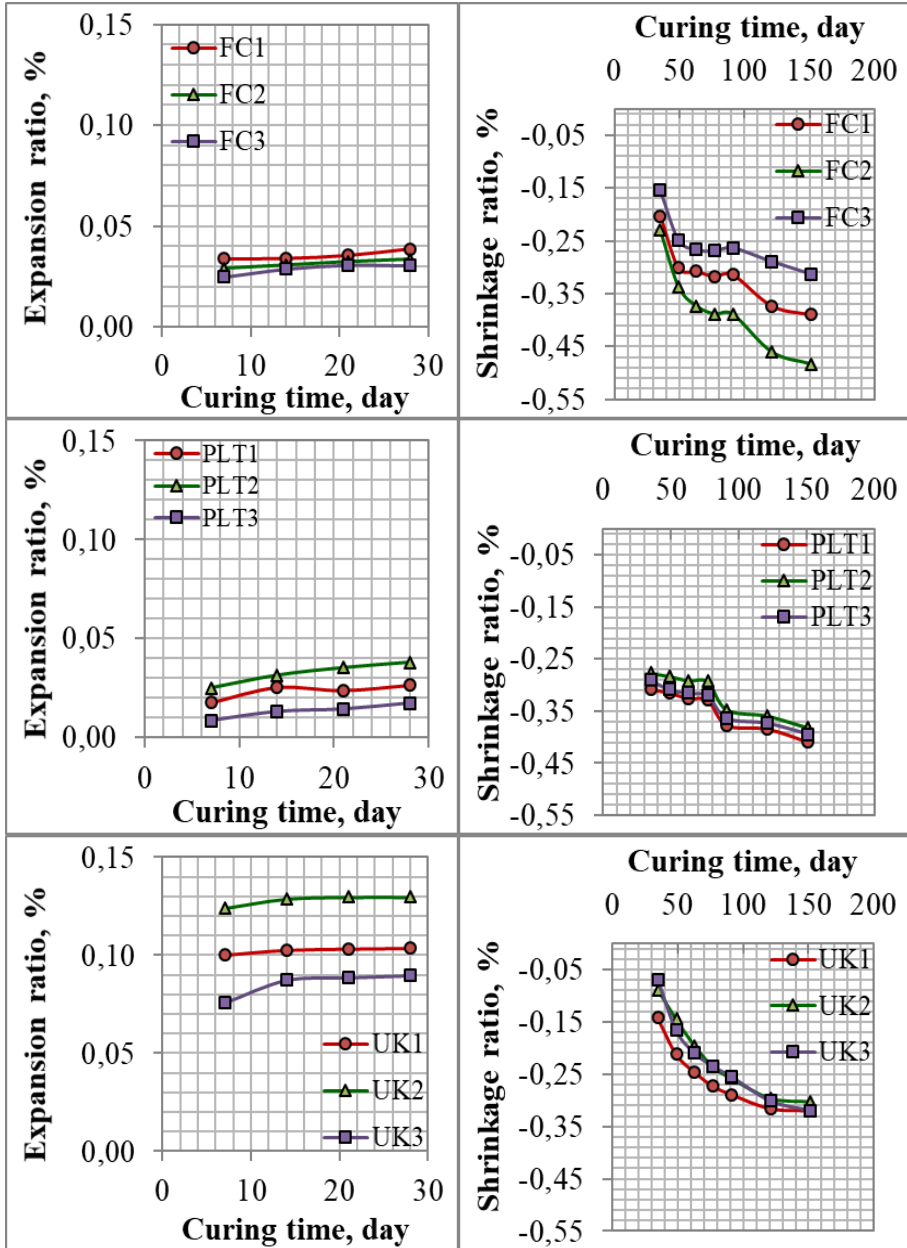 Expansion ratio, %
0,15
0,10
0,05
0,00
FC1
FC2
FC3
0 10 20 30
Curing time, day
Curing time, day
0 50 100 150 200
Shrinkage ratio, %
-0,05
-0,15
-0,25
-0,35
-0,45
-0,55
FC1
FC2
FC3
Expansion ratio, %
0,15
0,10
0,05
0,00
PLT1
PLT2
PLT3
0 10 20 30
Curing time, day
Curing time, day
0 50 100 150 200
Shrinkage ratio, %
-0,05
-0,15
-0,25
-0,35
-0,45
-0,55
PLT1
PLT2
PLT3
Expansion ratio, %
0,15
0,10
0,05
0,00
UK1
UK2
UK3
0 10 20 30
Curing time, day
Curing time, day
0 50 100 150 200
Shrinkage ratio, %
-0,05
-0,15
-0,25
-0,35
-0,45
-0,55
UK1
UK2
UK3